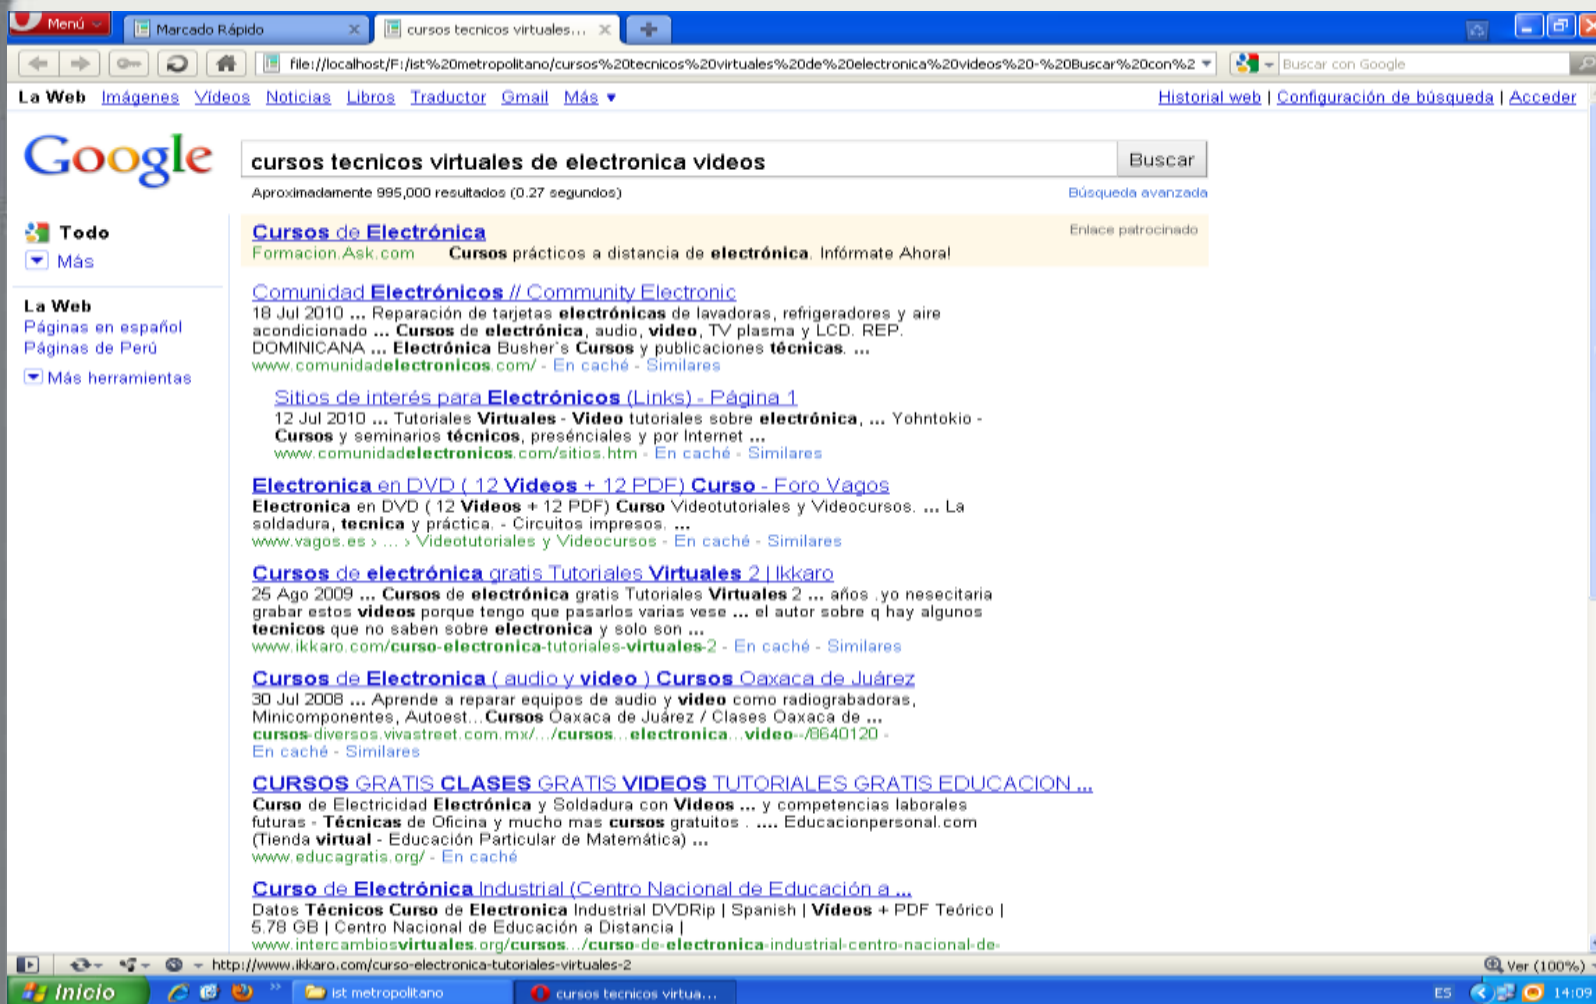 Menú
Marcado Rápido
cursos tecnicos virtuales...
file://localhost/F:/ist%20metropolitano/cursos%20tecnicos%20virtuales%20de%20electronica%20videos%20-%20Buscar%20con%2
Buscar con Google
La Web Imágenes Vídeos Noticias Libros Traductor Gmail Más ▼
Historial web | Configuración de búsqueda | Acceder
Google
cursos tecnicos virtuales de electronica videos
Buscar
Aproximadamente 995,000 resultados (0.27 segundos)
Búsqueda avanzada
Todo
Más
La Web
Páginas en español
Páginas de Perú
Más herramientas
Cursos de Electrónica
Enlace patrocinado
Formacion.Ask.com Cursos prácticos a distancia de electrónica. Infórmate Ahora!
Comunidad Electrónicos // Community Electronic
18 Jul 2010 ... Reparación de tarjetas electrónicas de lavadoras, refrigeradores y aire
acondicionado ... Cursos de electrónica, audio, video, TV plasma y LCD. REP.
DOMINICANA ... Electrónica Busher`s Cursos y publicaciones técnicas. ...
www.comunidadelectronicos.com/ - En caché - Similares
Sitios de interés para Electrónicos (Links) - Página 1
12 Jul 2010 ... Tutoriales Virtuales - Video tutoriales sobre electrónica, ... Yohntokio -
Cursos y seminarios técnicos, presénciales y por Internet ...
www.comunidadelectronicos.com/sitios.htm - En caché - Similares
Electronica en DVD ( 12 Videos + 12 PDF) Curso - Foro Vagos
Electronica en DVD ( 12 Videos + 12 PDF) Curso Videotutoriales y Videocursos. ... La
soldadura, tecnica y práctica. - Circuitos impresos. ...
www.vagos.es › ... › Videotutoriales y Videocursos - En caché - Similares
Cursos de electrónica gratis Tutoriales Virtuales 2 | Ikkaro
25 Ago 2009 ... Cursos de electrónica gratis Tutoriales Virtuales 2 ... años .yo nesecitaria
grabar estos videos porque tengo que pasarlos varias vese ... el autor sobre q hay algunos
tecnicos que no saben sobre electronica y solo son ...
www.ikkaro.com/curso-electronica-tutoriales-virtuales-2 - En caché - Similares
Cursos de Electronica ( audio y video ) Cursos Oaxaca de Juárez
30 Jul 2008 ... Aprende a reparar equipos de audio y video como radiograbadoras,
Minicomponentes, Autoest... Cursos Oaxaca de Juárez / Clases Oaxaca de ...
cursos-diversos.vivastreet.com.mx/.../cursos...electronica...video--/8640120 -
En caché - Similares
CURSOS GRATIS CLASES GRATIS VIDEOS TUTORIALES GRATIS EDUCACION ...
Curso de Electricidad Electrónica y Soldadura con Videos ... y competencias laborales
futuras - Técnicas de Oficina y mucho mas cursos gratuitos . .... Educacionpersonal.com
(Tienda virtual - Educación Particular de Matemática) ...
www.educagratis.org/ - En caché
Curso de Electrónica Industrial (Centro Nacional de Educación a ...
Datos Técnicos Curso de Electronica Industrial DVDRip | Spanish | Vídeos + PDF Teórico |
5.78 GB | Centro Nacional de Educación a Distancia |
www.intercambiosvirtuales.org/cursos.../curso-de-electronica-industrial-centro-nacional-de-
http://www.ikkaro.com/curso-electronica-tutoriales-virtuales-2
Ver (100%)
Inicio
ist metropolitano
cursos tecnicos virtua...
ES
14:09